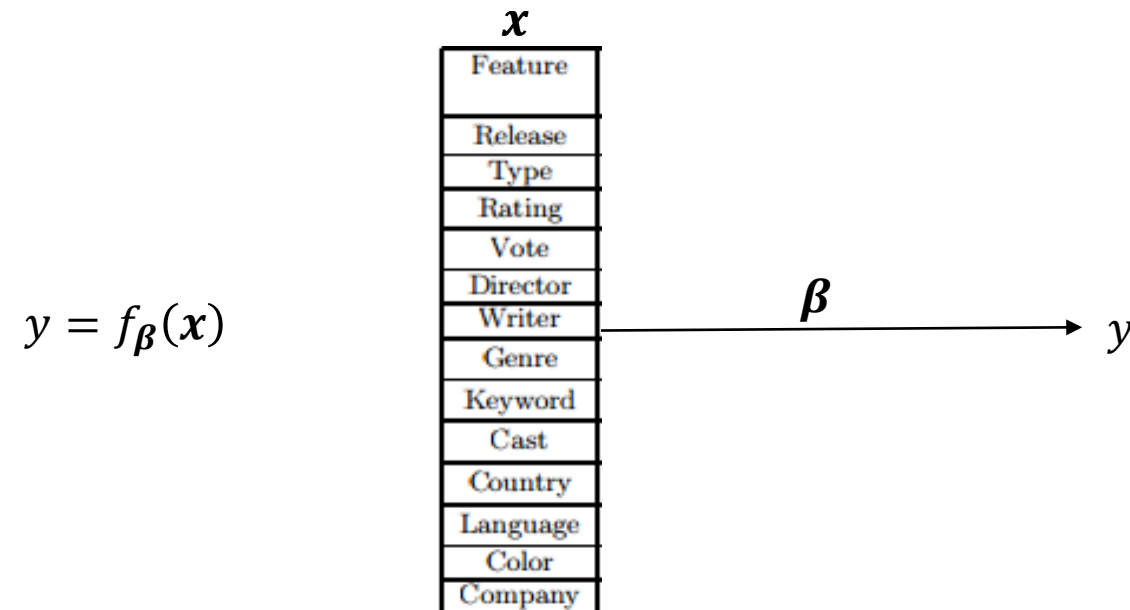 x
Feature
Release
Type
Rating
Vote
Director
Writer
Genre
Keyword
Cast
Country
Language
Color
Company
y = f_β(x)
β
y